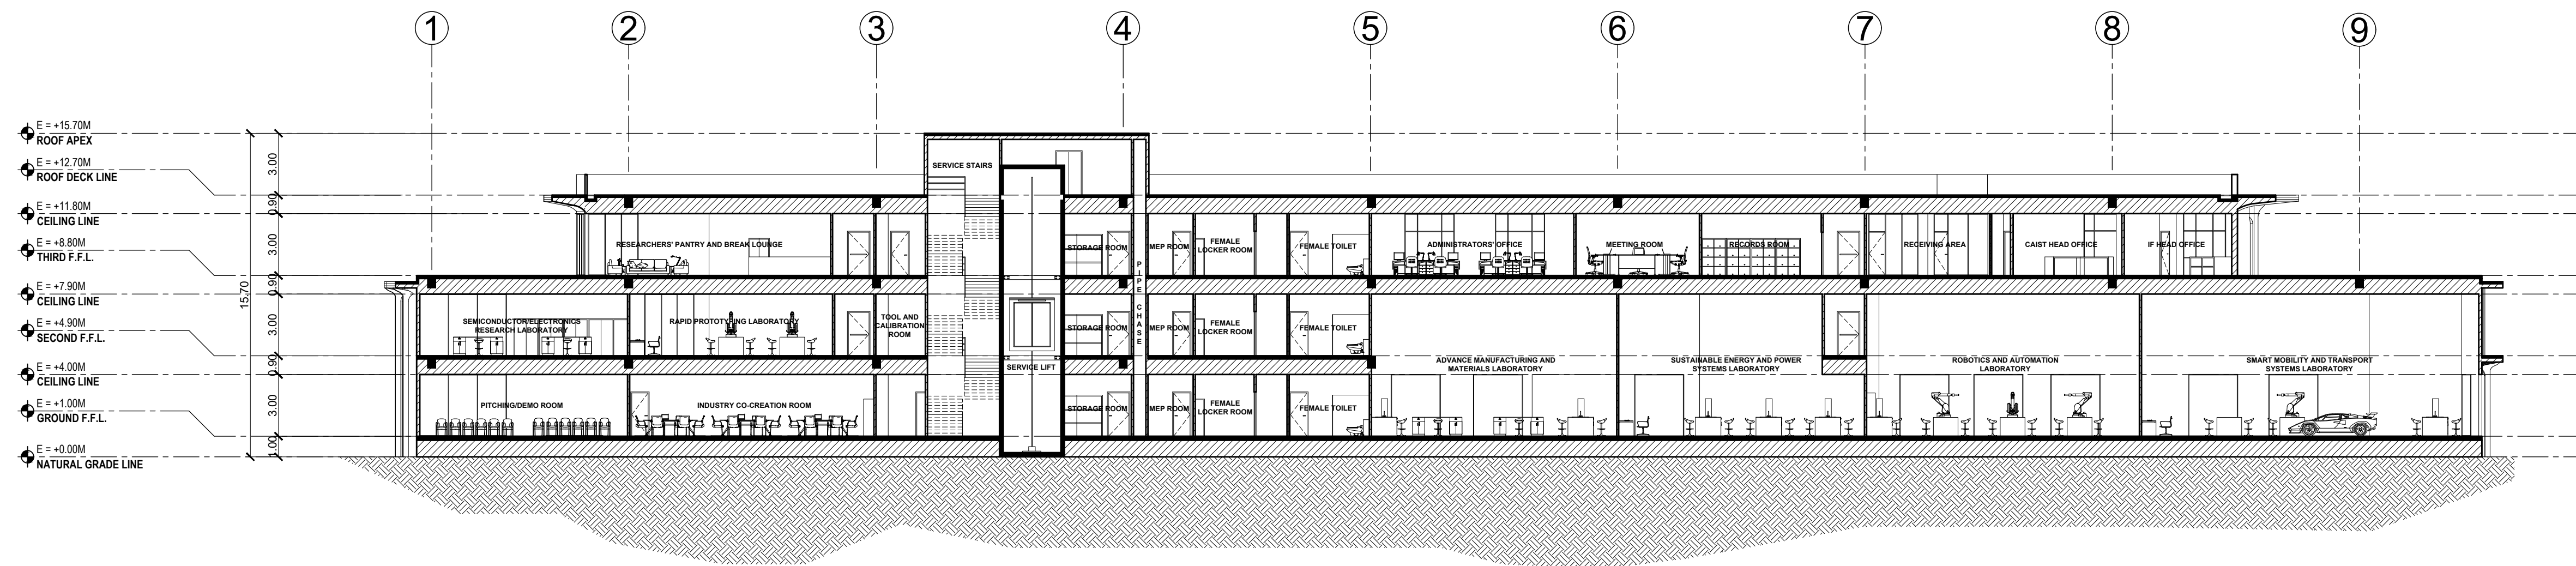 1 2 3 4 5 6 7 8 9
E = +15.70M
ROOF APEX
E = +12.70M
ROOF DECK LINE
E = +11.80M
CEILING LINE
E = +8.80M
THIRD F.F.L.
E = +7.90M
CEILING LINE
E = +4.90M
SECOND F.F.L.
E = +4.00M
CEILING LINE
E = +1.00M
GROUND F.F.L.
E = +0.00M
NATURAL GRADE LINE
15.70
3.00
0.90
3.00
0.90
3.00
0.90
3.00
1.00
SERVICE STAIRS
RESEARCHERS' PANTRY AND BREAK LOUNGE
STORAGE ROOM
MEP ROOM
FEMALE
LOCKER ROOM
FEMALE TOILET
ADMINISTRATORS' OFFICE
MEETING ROOM
RECORDS ROOM
RECEIVING AREA
CAIST HEAD OFFICE
IF HEAD OFFICE
PIPE CHASE
SEMICONDUCTOR/ELECTRONICS
RESEARCH LABORATORY
RAPID PROTOTYPING LABORATORY
TOOL AND
CALIBRATION
ROOM
STORAGE ROOM
MEP ROOM
FEMALE
LOCKER ROOM
FEMALE TOILET
SERVICE LIFT
ADVANCE MANUFACTURING AND
MATERIALS LABORATORY
SUSTAINABLE ENERGY AND POWER
SYSTEMS LABORATORY
ROBOTICS AND AUTOMATION
LABORATORY
SMART MOBILITY AND TRANSPORT
SYSTEMS LABORATORY
PITCHING/DEMO ROOM
INDUSTRY CO-CREATION ROOM
STORAGE ROOM
MEP ROOM
FEMALE
LOCKER ROOM
FEMALE TOILET